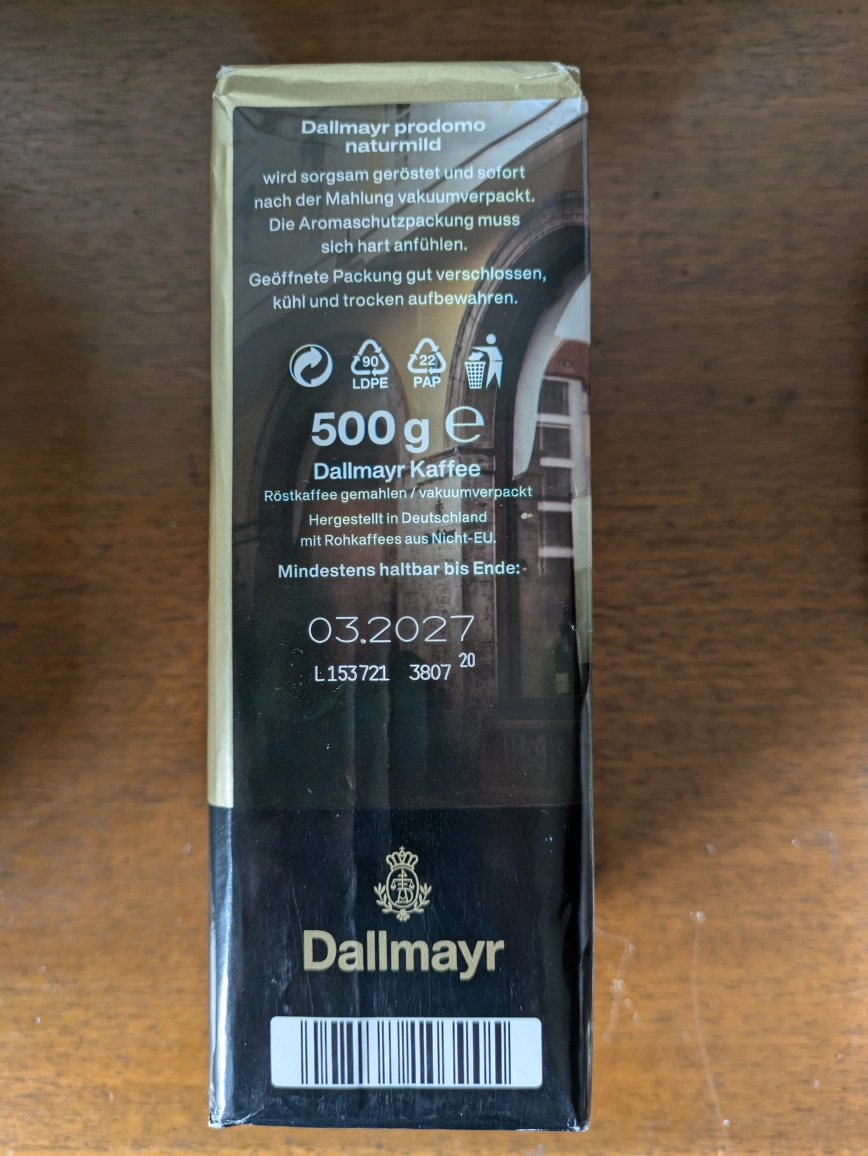 Dallmayr prodomo
naturmild
wird sorgsam geröstet und sofort
nach der Mahlung vakuumverpackt.
Die Aromaschutzpackung muss
sich hart anfühlen.
Geöffnete Packung gut verschlossen,
kühl und trocken aufbewahren.
90 22
LDPE PAP
500 g ℮
Dallmayr Kaffee
Röstkaffee gemahlen / vakuumverpackt
Hergestellt in Deutschland
mit Rohkaffees aus Nicht-EU.
Mindestens haltbar bis Ende:
03.2027
L153721 3807 20
Dallmayr